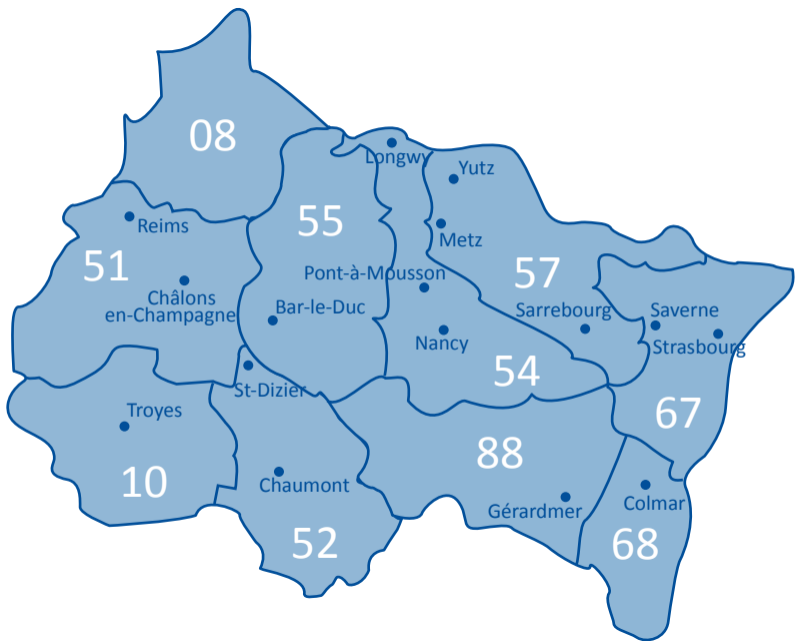 08
Longwy
Yutz
55
Reims
Metz
51
57
Pont-à-Mousson
Châlons
en-Champagne
Bar-le-Duc
Sarrebourg
Saverne
Nancy
Strasbourg
54
St-Dizier
Troyes
67
88
10
Chaumont
Gérardmer
Colmar
52
68